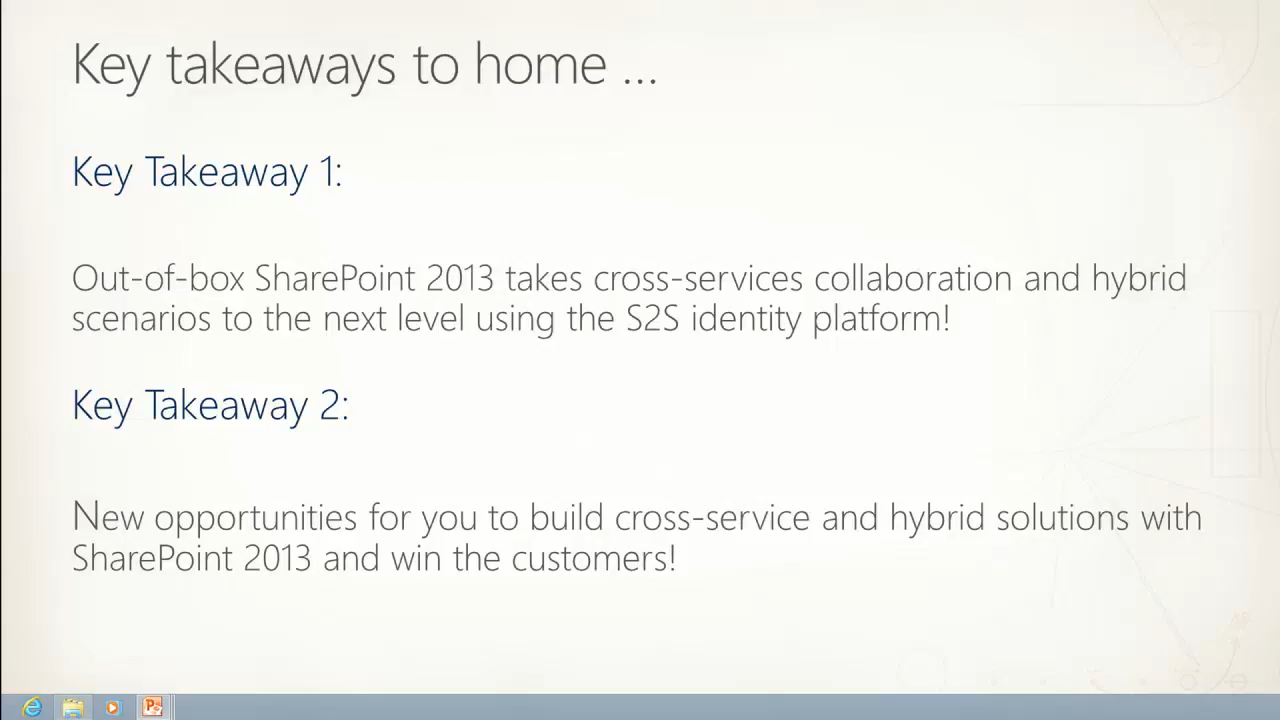 Key takeaways to home ...
Key Takeaway 1:
Out-of-box SharePoint 2013 takes cross-services collaboration and hybrid
scenarios to the next level using the S2S identity platform!
Key Takeaway 2:
New opportunities for you to build cross-service and hybrid solutions with
SharePoint 2013 and win the customers!